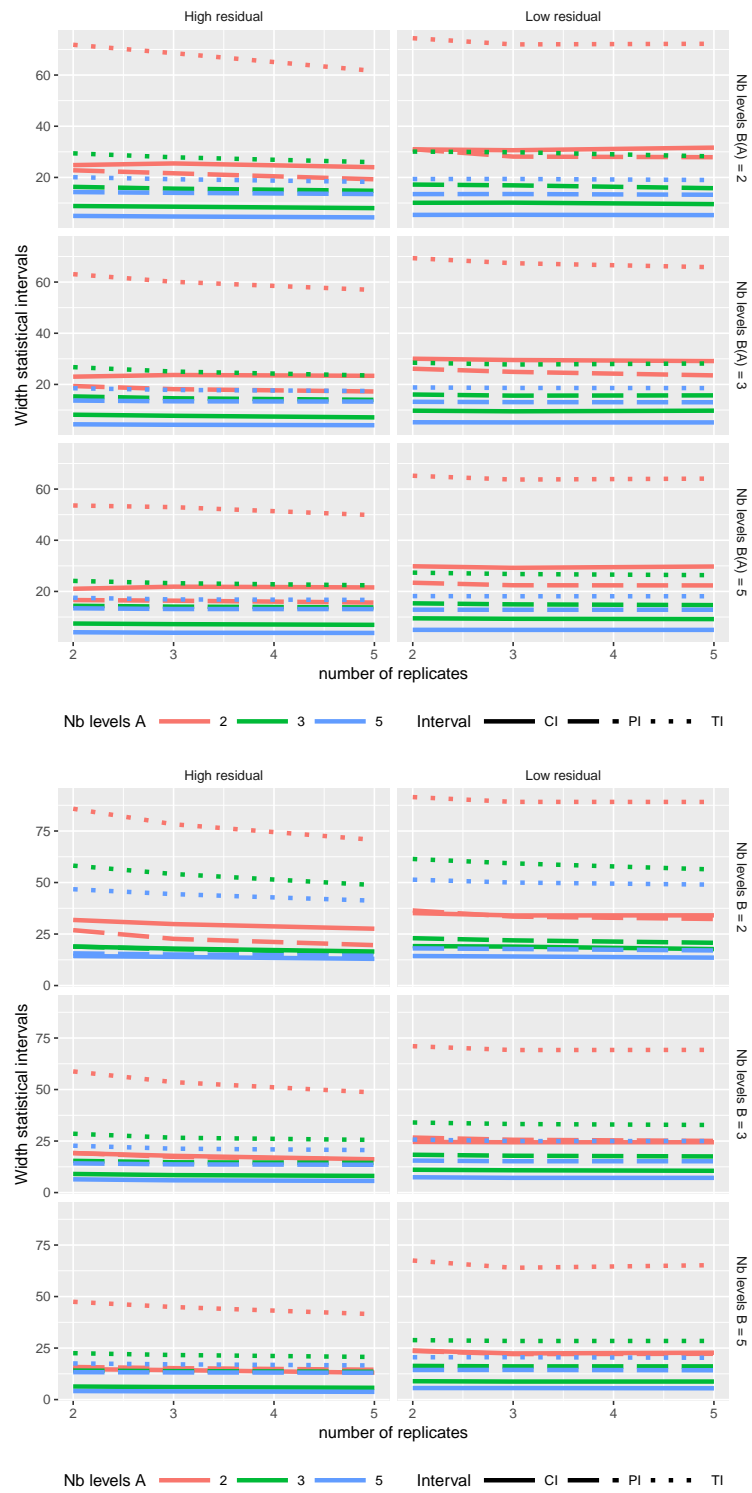 High residual
Low residual
60
40
20
Nb levels B(A) = 2
60
40
20
Nb levels B(A) = 3
60
40
20
Nb levels B(A) = 5
Width statistical intervals
2 3 4 5
2 3 4 5
number of replicates
Nb levels A 2 3 5 Interval CI PI TI
High residual
Low residual
75
50
25
0
Nb levels B = 2
75
50
25
0
Nb levels B = 3
75
50
25
0
Nb levels B = 5
Width statistical intervals
2 3 4 5
2 3 4 5
number of replicates
Nb levels A 2 3 5 Interval CI PI TI